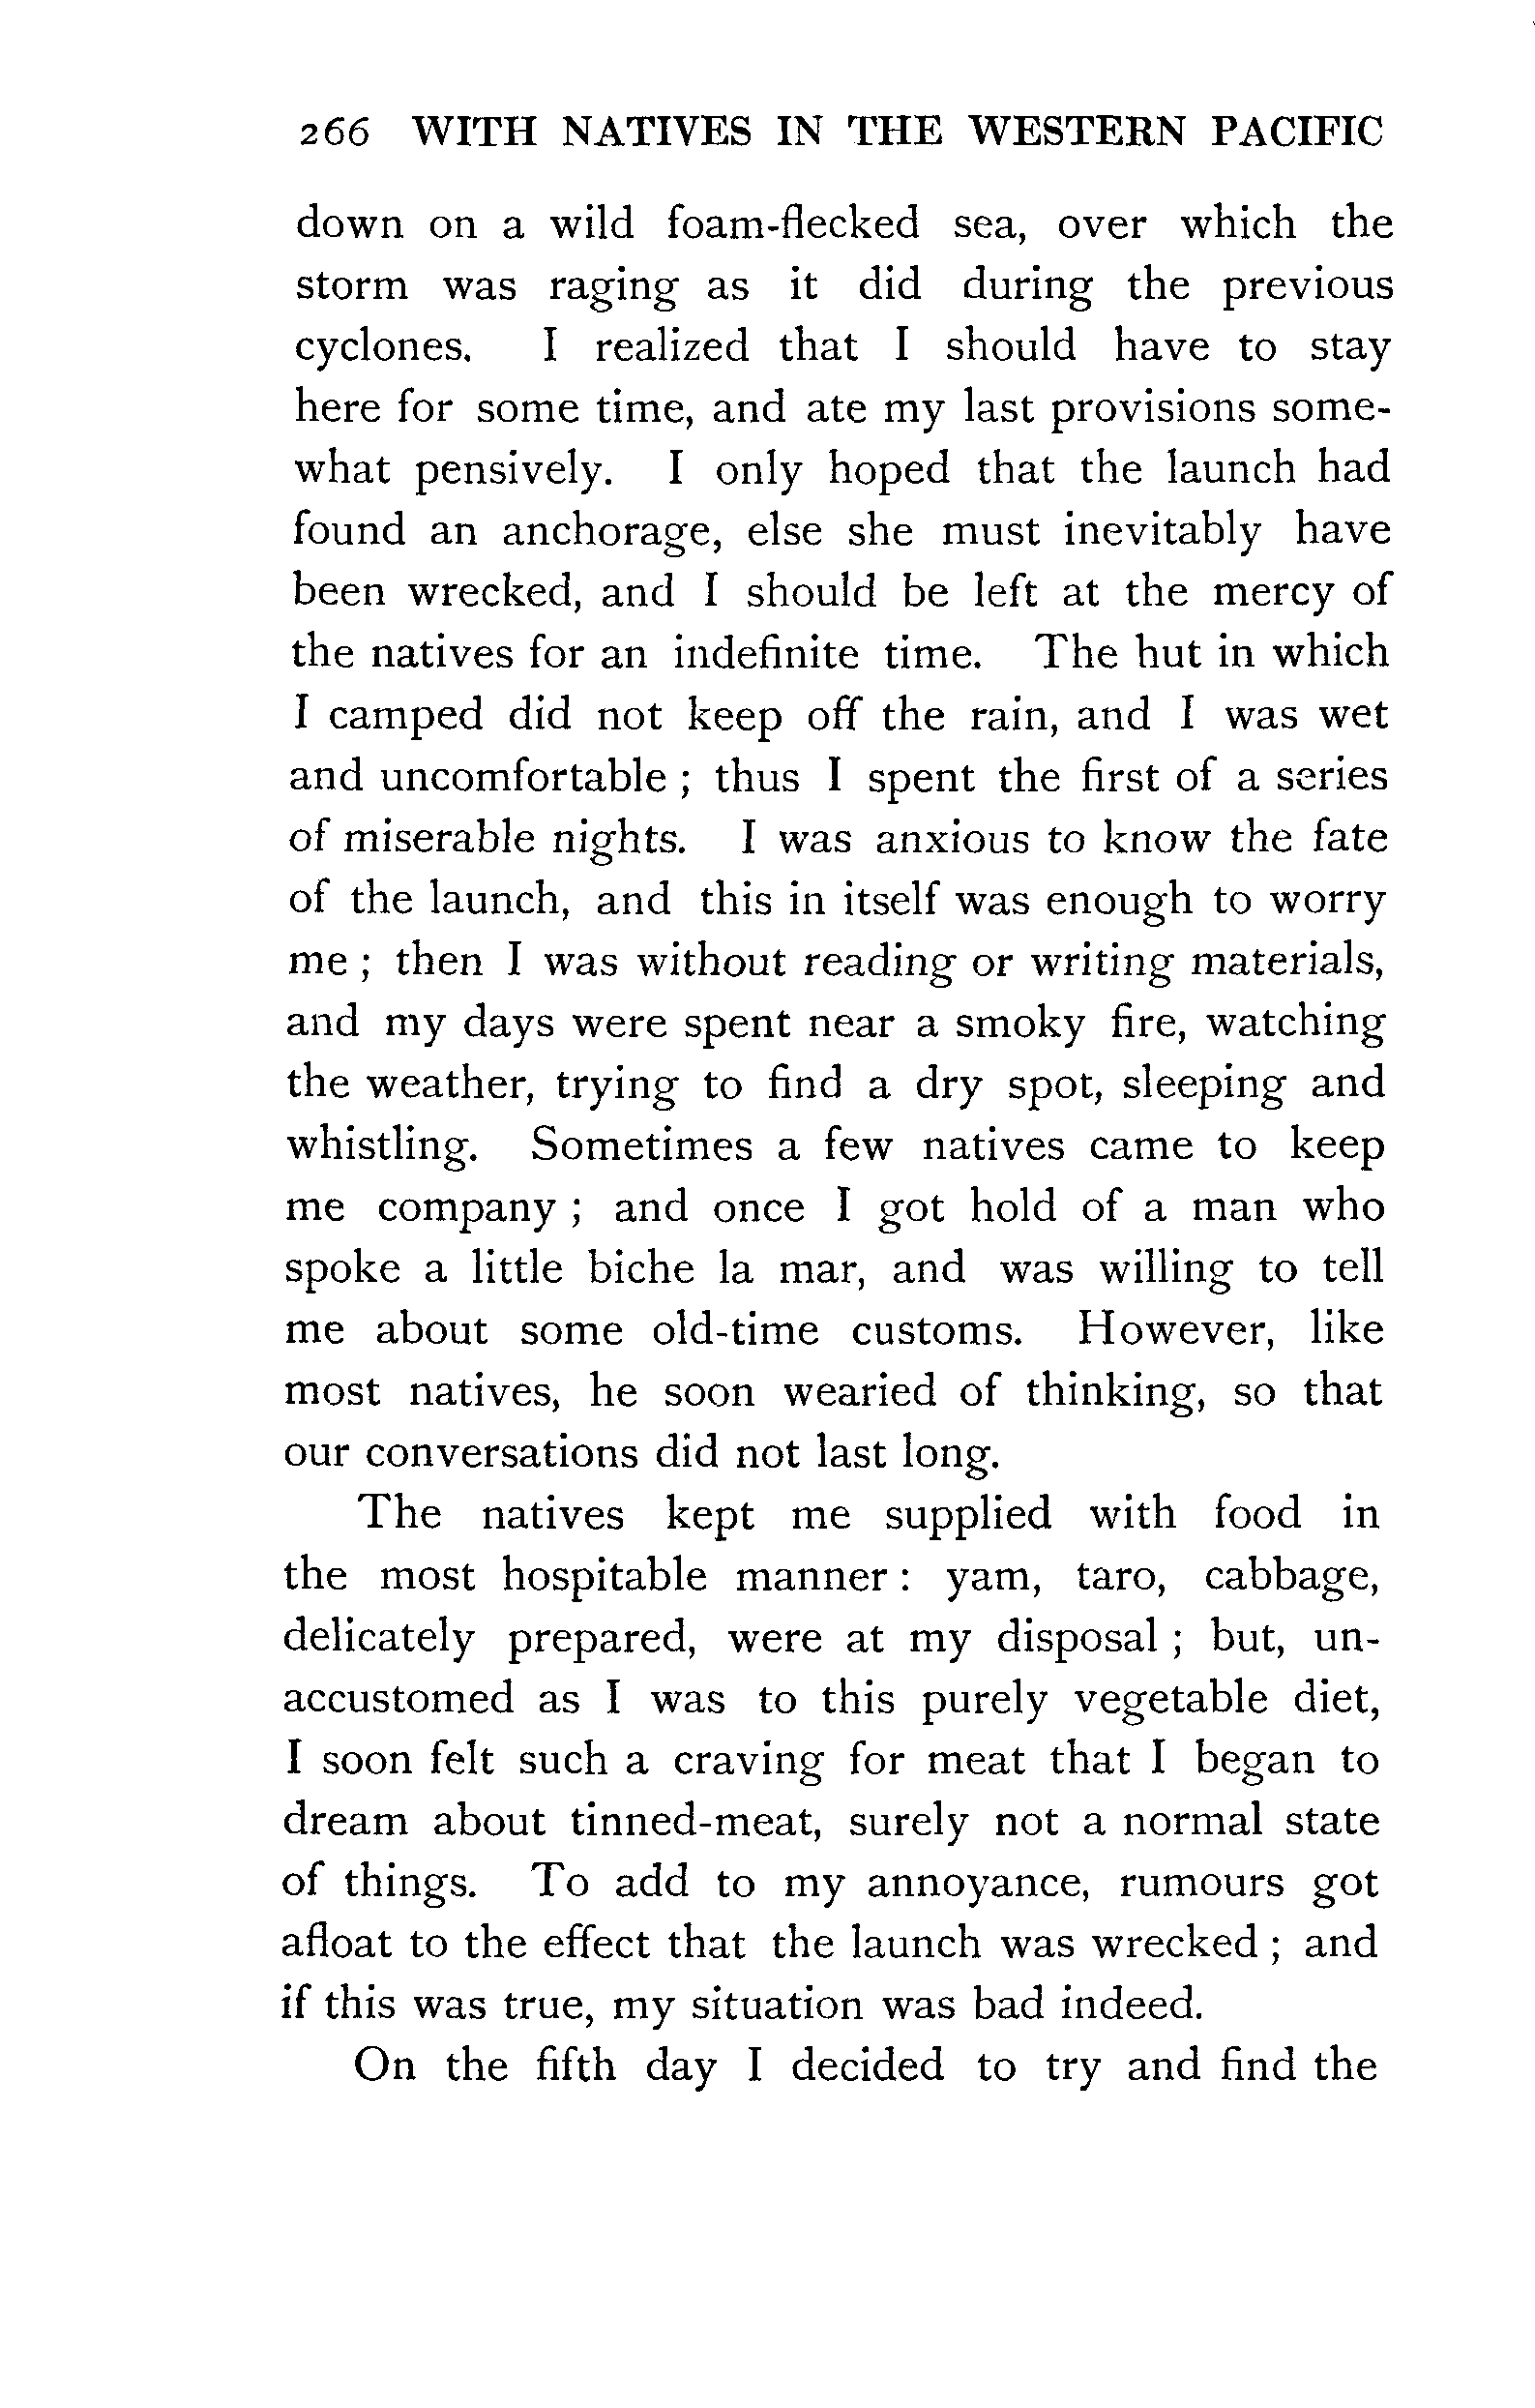 266 WITH NATIVES IN THE WESTERN PACIFIC
down on a wild foam-flecked sea, over which the
storm was raging as it did during the previous
cyclones. I realized that I should have to stay
here for some time, and ate my last provisions some-
what pensively. I only hoped that the launch had
found an anchorage, else she must inevitably have
been wrecked, and I should be left at the mercy of
the natives for an indefinite time. The hut in which
I camped did not keep off the rain, and I was wet
and uncomfortable ; thus I spent the first of a series
of miserable nights. I was anxious to know the fate
of the launch, and this in itself was enough to worry
me ; then I was without reading or writing materials,
and my days were spent near a smoky fire, watching
the weather, trying to find a dry spot, sleeping and
whistling. Sometimes a few natives came to keep
me company ; and once I got hold of a man who
spoke a little biche la mar, and was willing to tell
me about some old-time customs. However, like
most natives, he soon wearied of thinking, so that
our conversations did not last long.
The natives kept me supplied with food in
the most hospitable manner : yam, taro, cabbage,
delicately prepared, were at my disposal ; but, un-
accustomed as I was to this purely vegetable diet,
I soon felt such a craving for meat that I began to
dream about tinned-meat, surely not a normal state
of things. To add to my annoyance, rumours got
afloat to the effect that the launch was wrecked ; and
if this was true, my situation was bad indeed.
On the fifth day I decided to try and find the